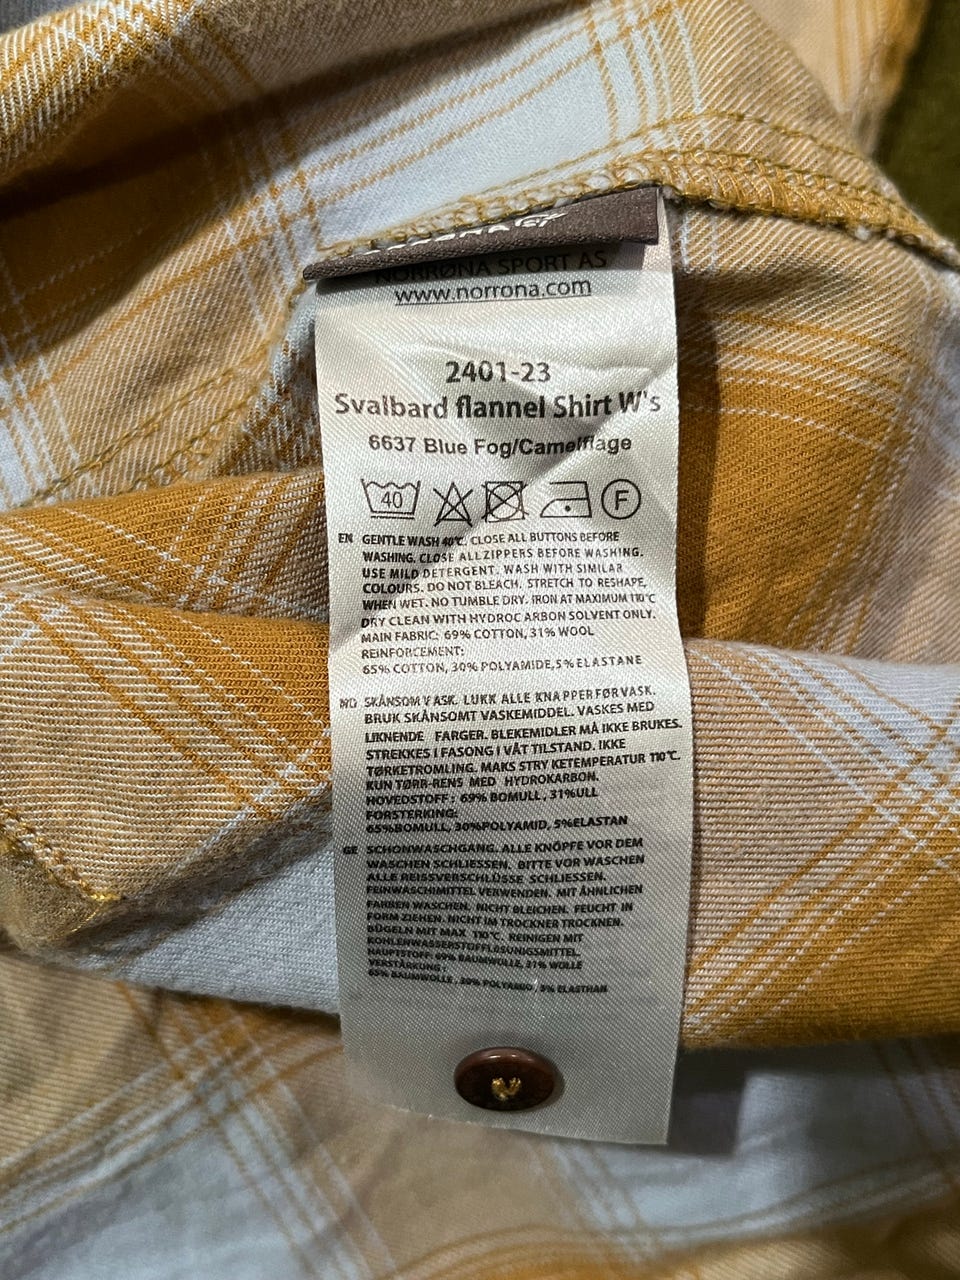 NORRØNA SPORT AS
www.norrona.com
2401-23
Svalbard flannel Shirt W's
6637 Blue Fog/Camelflage
40 F
EN GENTLE WASH 40°C. CLOSE ALL BUTTONS BEFORE
WASHING. CLOSE ALL ZIPPERS BEFORE WASHING.
USE MILD DETERGENT. WASH WITH SIMILAR
COLOURS. DO NOT BLEACH. STRETCH TO RESHAPE,
WHEN WET. NO TUMBLE DRY. IRON AT MAXIMUM 110°C
DRY CLEAN WITH HYDROC ARBON SOLVENT ONLY.
MAIN FABRIC: 69% COTTON, 31% WOOL
REINFORCEMENT:
65% COTTON, 30% POLYAMIDE, 5% ELASTANE
NO SKÅNSOM VASK. LUKK ALLE KNAPPER FØR VASK.
BRUK SKÅNSOMT VASKEMIDDEL. VASKES MED
LIKNENDE FARGER. BLEKEMIDLER MÅ IKKE BRUKES.
STREKKES I FASONG I VÅT TILSTAND. IKKE
TØRKETROMLING. MAKS STRY KETEMPERATUR 110°C.
KUN TØRR-RENS MED HYDROKARBON.
HOVEDSTOFF: 69% BOMULL, 31%ULL
FORSTERKING:
65%BOMULL, 30%POLYAMID, 5%ELASTAN
GE SCHONWASCHGANG. ALLE KNÖPFE VOR DEM
WASCHEN SCHLIESSEN. BITTE VOR WASCHEN
ALLE REISSVERSCHLÜSSE SCHLIESSEN.
FEINWASCHMITTEL VERWENDEN. MIT ÄHNLICHEN
FARBEN WASCHEN. NICHT BLEICHEN. FEUCHT IN
FORM ZIEHEN. NICHT IM TROCKNER TROCKNEN.
BÜGELN MIT MAX 110°C. REINIGEN MIT
KOHLENWASSERSTOFFLÖSUNIGSMITTEL.
HAUPTSTOFF: 69% BAUMWOLLE, 31% WOLLE
VERSTÄRKUNG:
65% BAUMWOLLE, 30% POLYAMID, 5% ELASTHAN